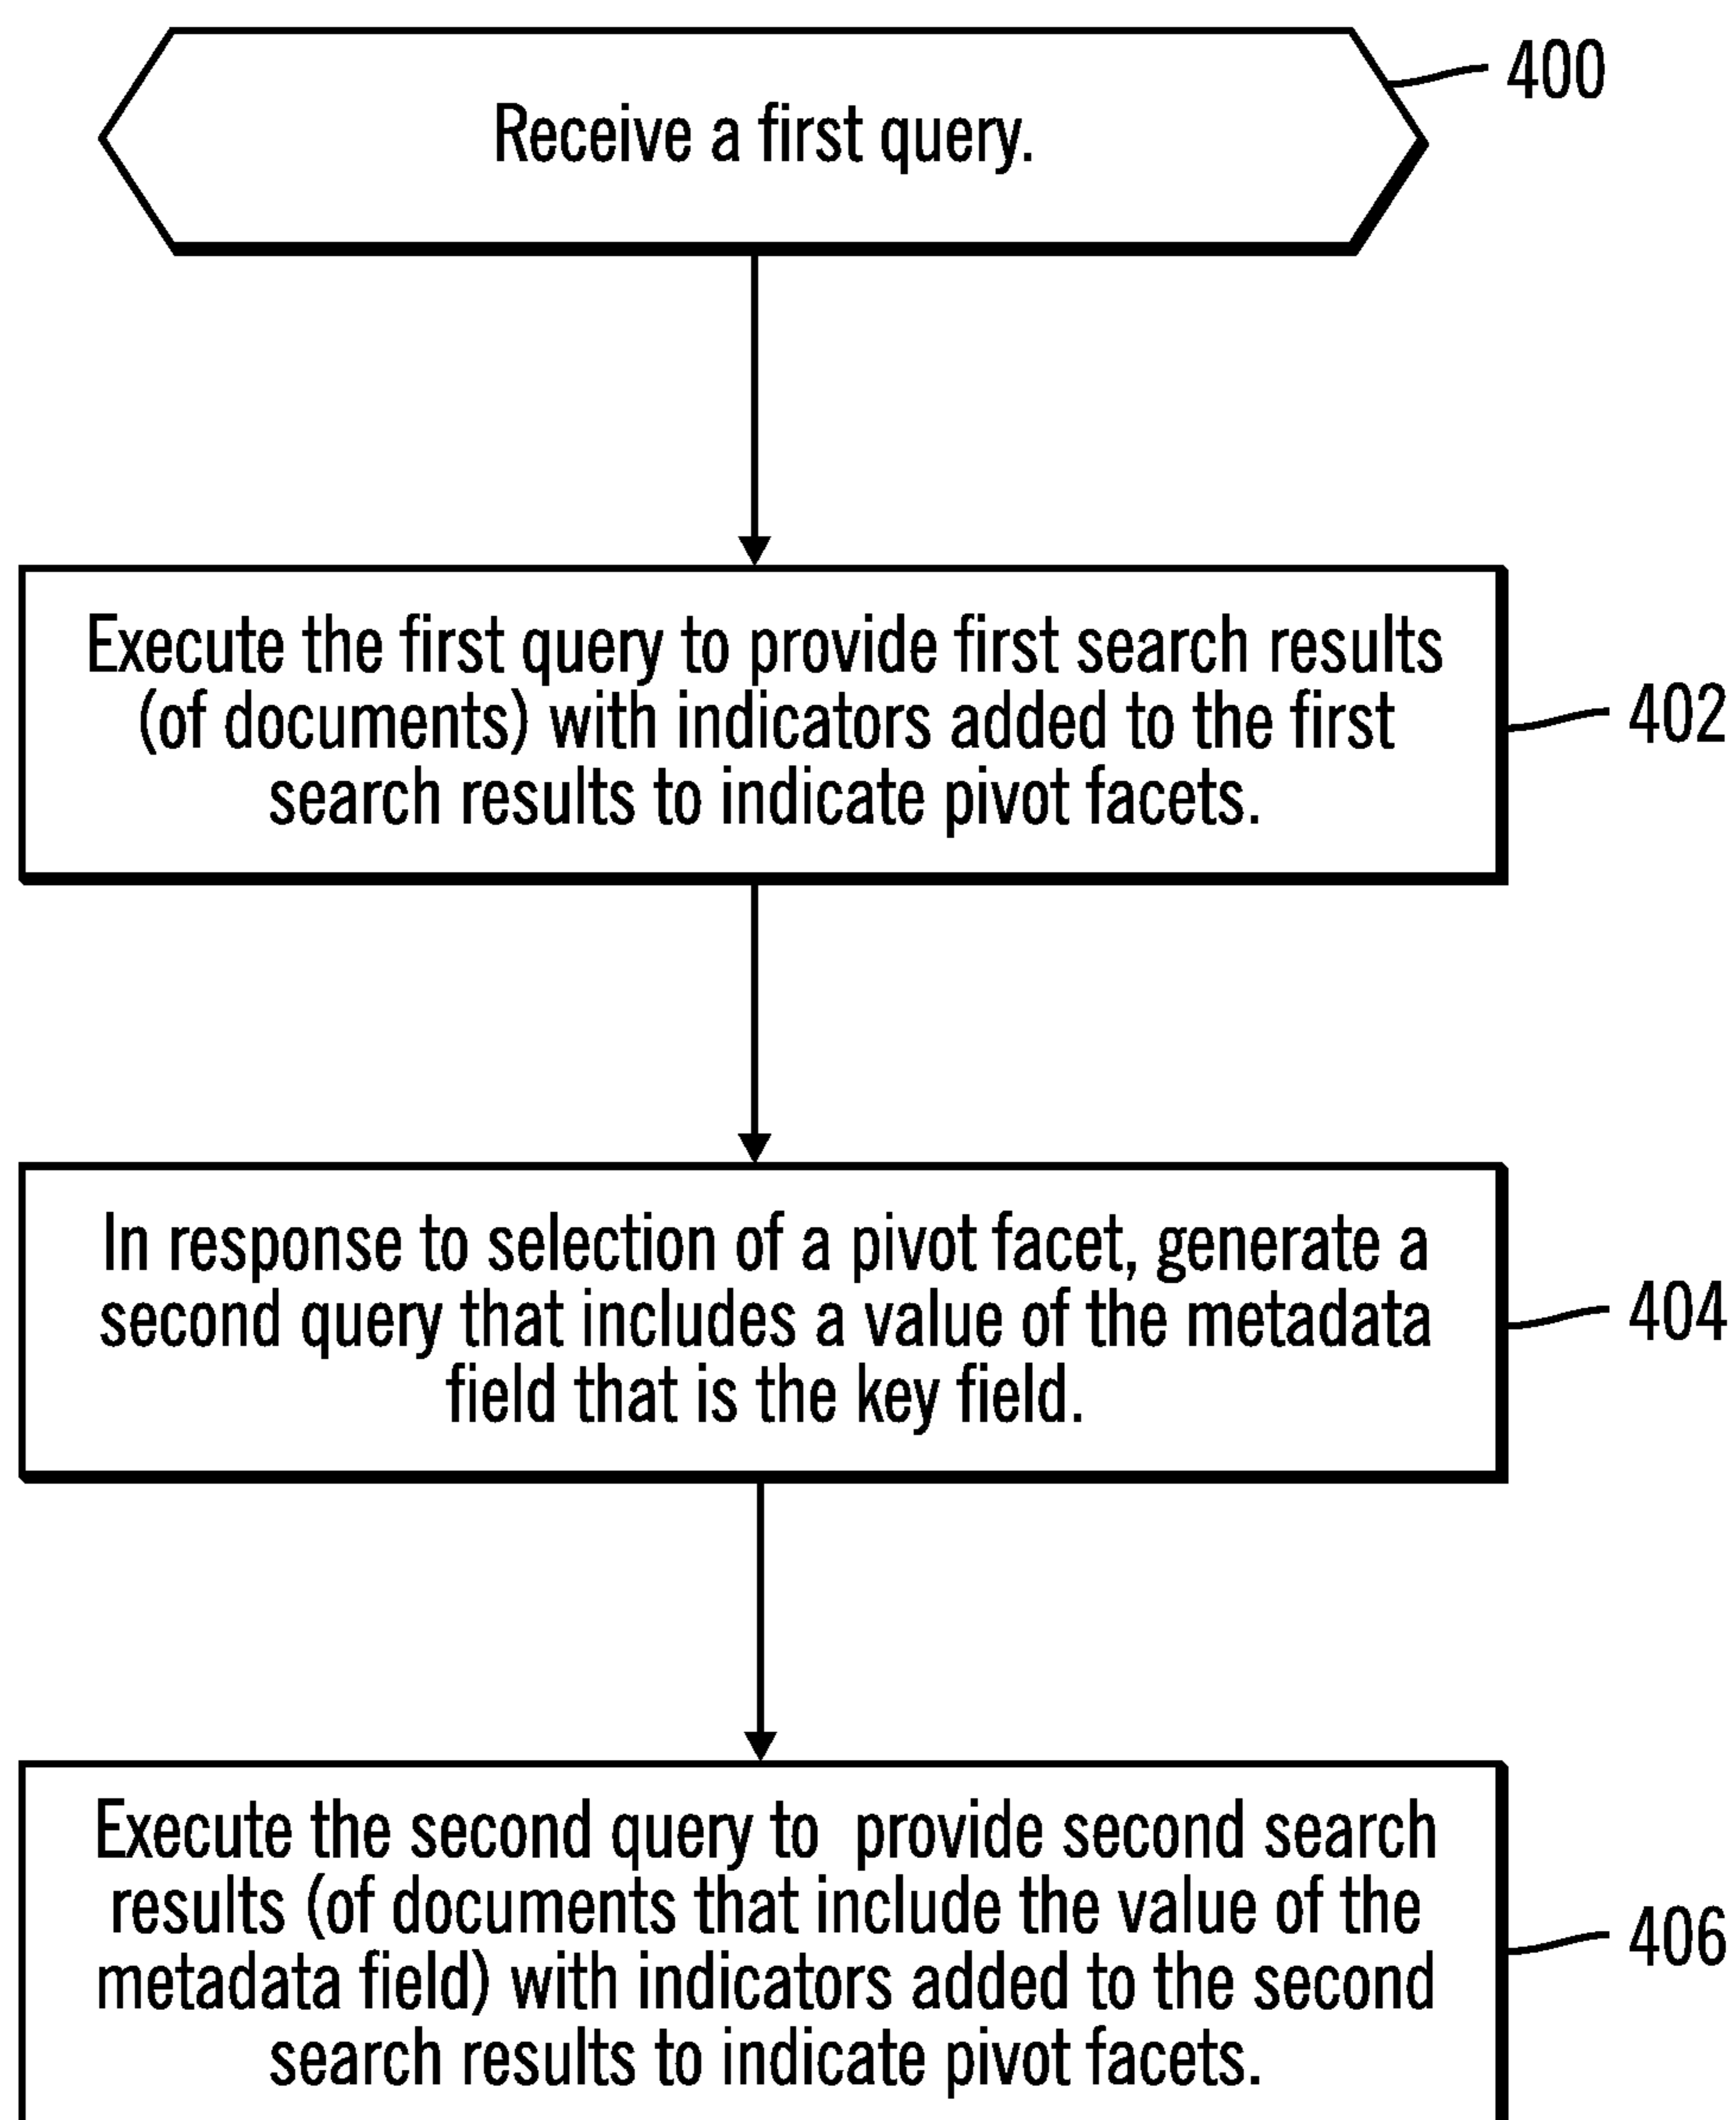 400
Receive a first query.
Execute the first query to provide first search results
(of documents) with indicators added to the first
search results to indicate pivot facets.
402
In response to selection of a pivot facet, generate a
second query that includes a value of the metadata
field that is the key field.
404
Execute the second query to provide second search
results (of documents that include the value of the
metadata field) with indicators added to the second
search results to indicate pivot facets.
406